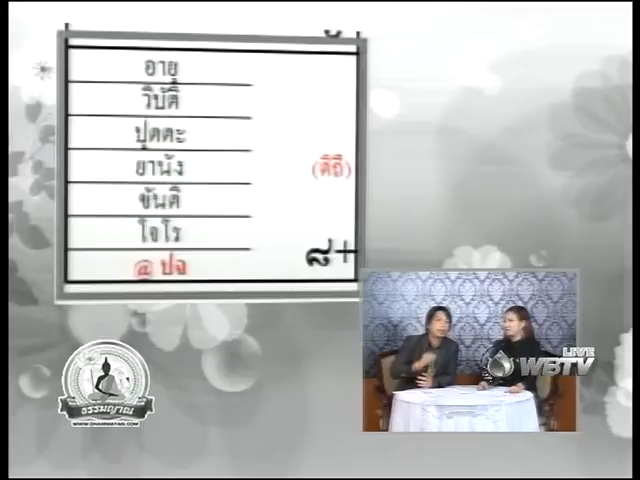 อายุ
วิบัติ
ปุตตะ
ยานัง
(ดิถี)
ขันติ
โจโร
๘+
@ ปจ
LIVE
WBTV
ธรรมญาณ
WWW.DHAMMAYAN.COM